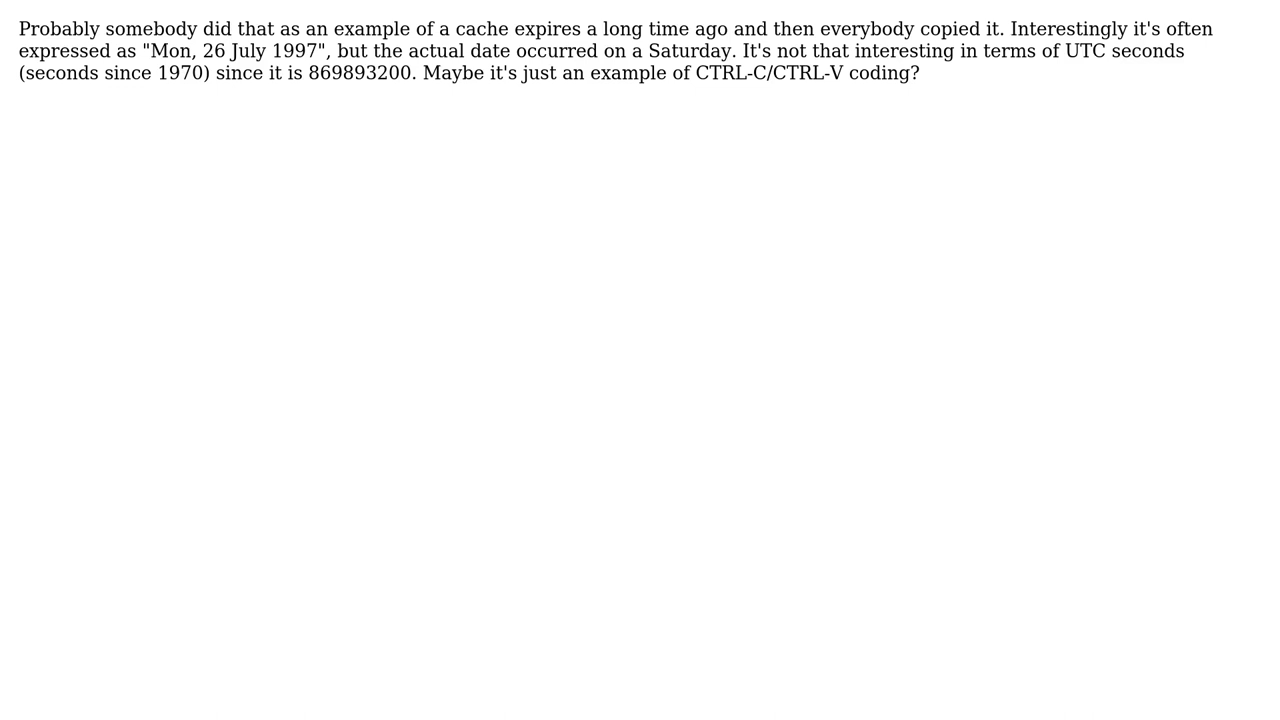 Probably somebody did that as an example of a cache expires a long time ago and then everybody copied it. Interestingly it's often
expressed as "Mon, 26 July 1997", but the actual date occurred on a Saturday. It's not that interesting in terms of UTC seconds
(seconds since 1970) since it is 869893200. Maybe it's just an example of CTRL-C/CTRL-V coding?